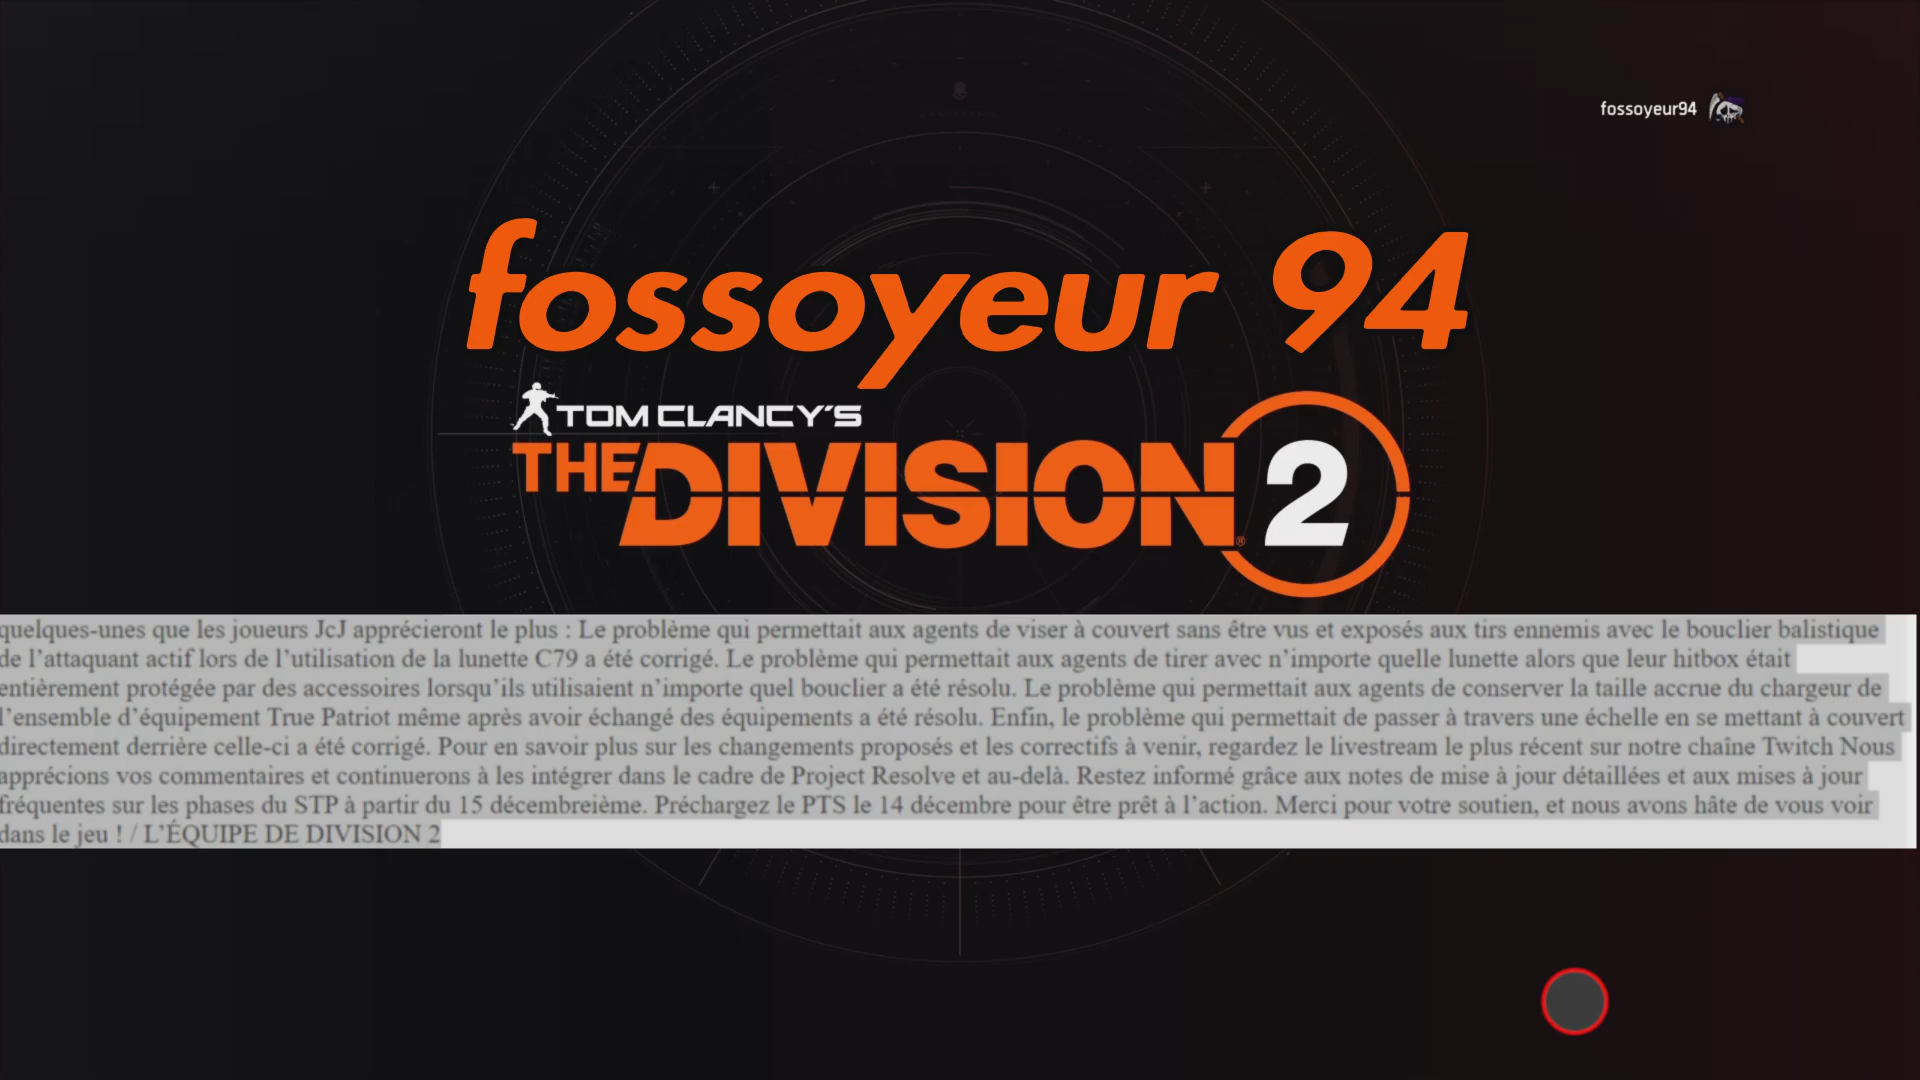 fossoyeur94
fossoyeur 94
TOM CLANCY'S
THE DIVISION 2
quelques-unes que les joueurs JcJ apprécieront le plus : Le problème qui permettait aux agents de viser à couvert sans être vus et exposés aux tirs ennemis avec le bouclier balistique
de l’attaquant actif lors de l’utilisation de la lunette C79 a été corrigé. Le problème qui permettait aux agents de tirer avec n’importe quelle lunette alors que leur hitbox était
entièrement protégée par des accessoires lorsqu’ils utilisaient n’importe quel bouclier a été résolu. Le problème qui permettait aux agents de conserver la taille accrue du chargeur de
l’ensemble d’équipement True Patriot même après avoir échangé des équipements a été résolu. Enfin, le problème qui permettait de passer à travers une échelle en se mettant à couvert
directement derrière celle-ci a été corrigé. Pour en savoir plus sur les changements proposés et les correctifs à venir, regardez le livestream le plus récent sur notre chaîne Twitch Nous
apprécions vos commentaires et continuerons à les intégrer dans le cadre de Project Resolve et au-delà. Restez informé grâce aux notes de mise à jour détaillées et aux mises à jour
fréquentes sur les phases du STP à partir du 15 décembreième. Préchargez le PTS le 14 décembre pour être prêt à l’action. Merci pour votre soutien, et nous avons hâte de vous voir
dans le jeu ! / L’ÉQUIPE DE DIVISION 2